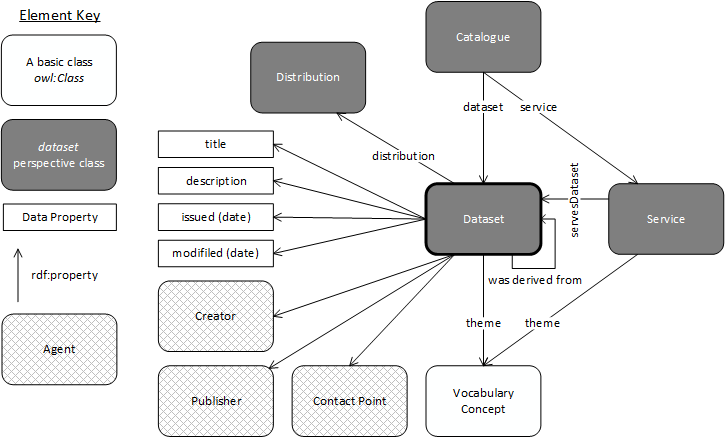 Element Key
A basic class
owl:Class
dataset
perspective class
Data Property
rdf:property
Agent
Catalogue
Distribution
dataset
service
title
distribution
description
servesDataset
issued (date)
Dataset
Service
modifiled (date)
was derived from
Creator
theme
theme
Publisher
Contact Point
Vocabulary
Concept